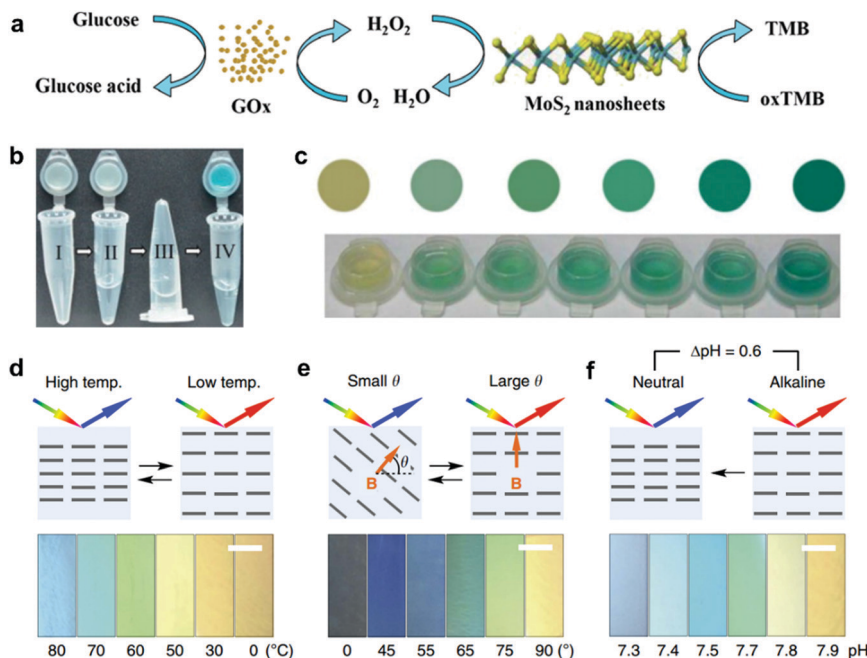 a
Glucose
Glucose acid
GOx
H₂O₂
O₂ H₂O
MoS₂ nanosheets
TMB
oxTMB
b
I
II
III
IV
c
d
High temp.
Low temp.
80 70 60 50 30 0 (°C)
e
Small θ
Large θ
B
θ
B
0 45 55 65 75 90 (°)
f
ΔpH = 0.6
Neutral
Alkaline
7.3 7.4 7.5 7.7 7.8 7.9 pH